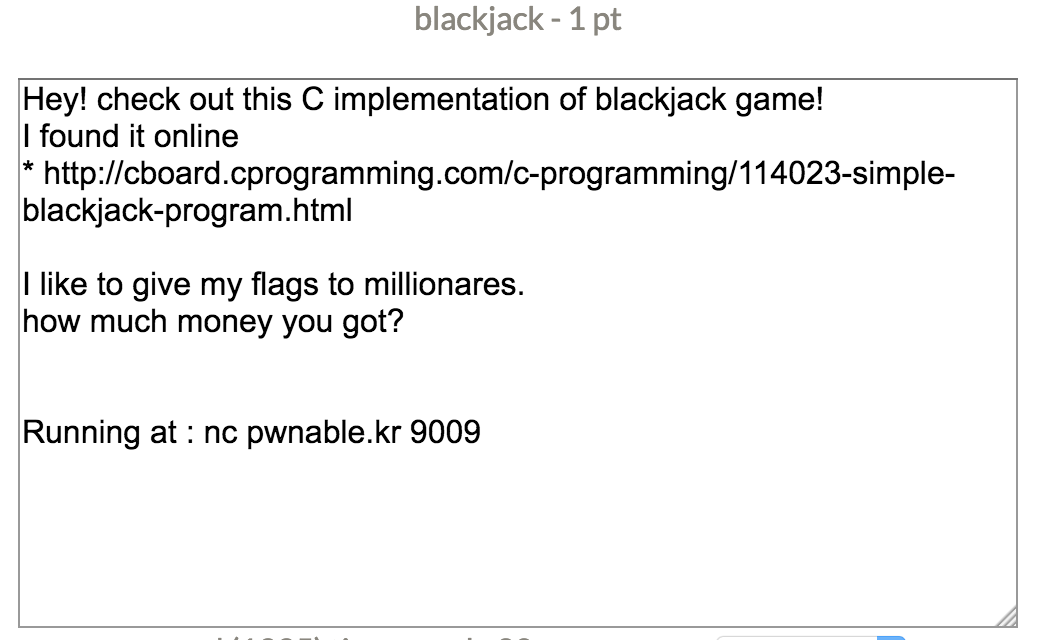 blackjack - 1 pt
Hey! check out this C implementation of blackjack game!
I found it online
* http://cboard.cprogramming.com/c-programming/114023-simple-
blackjack-program.html
I like to give my flags to millionares.
how much money you got?
Running at : nc pwnable.kr 9009